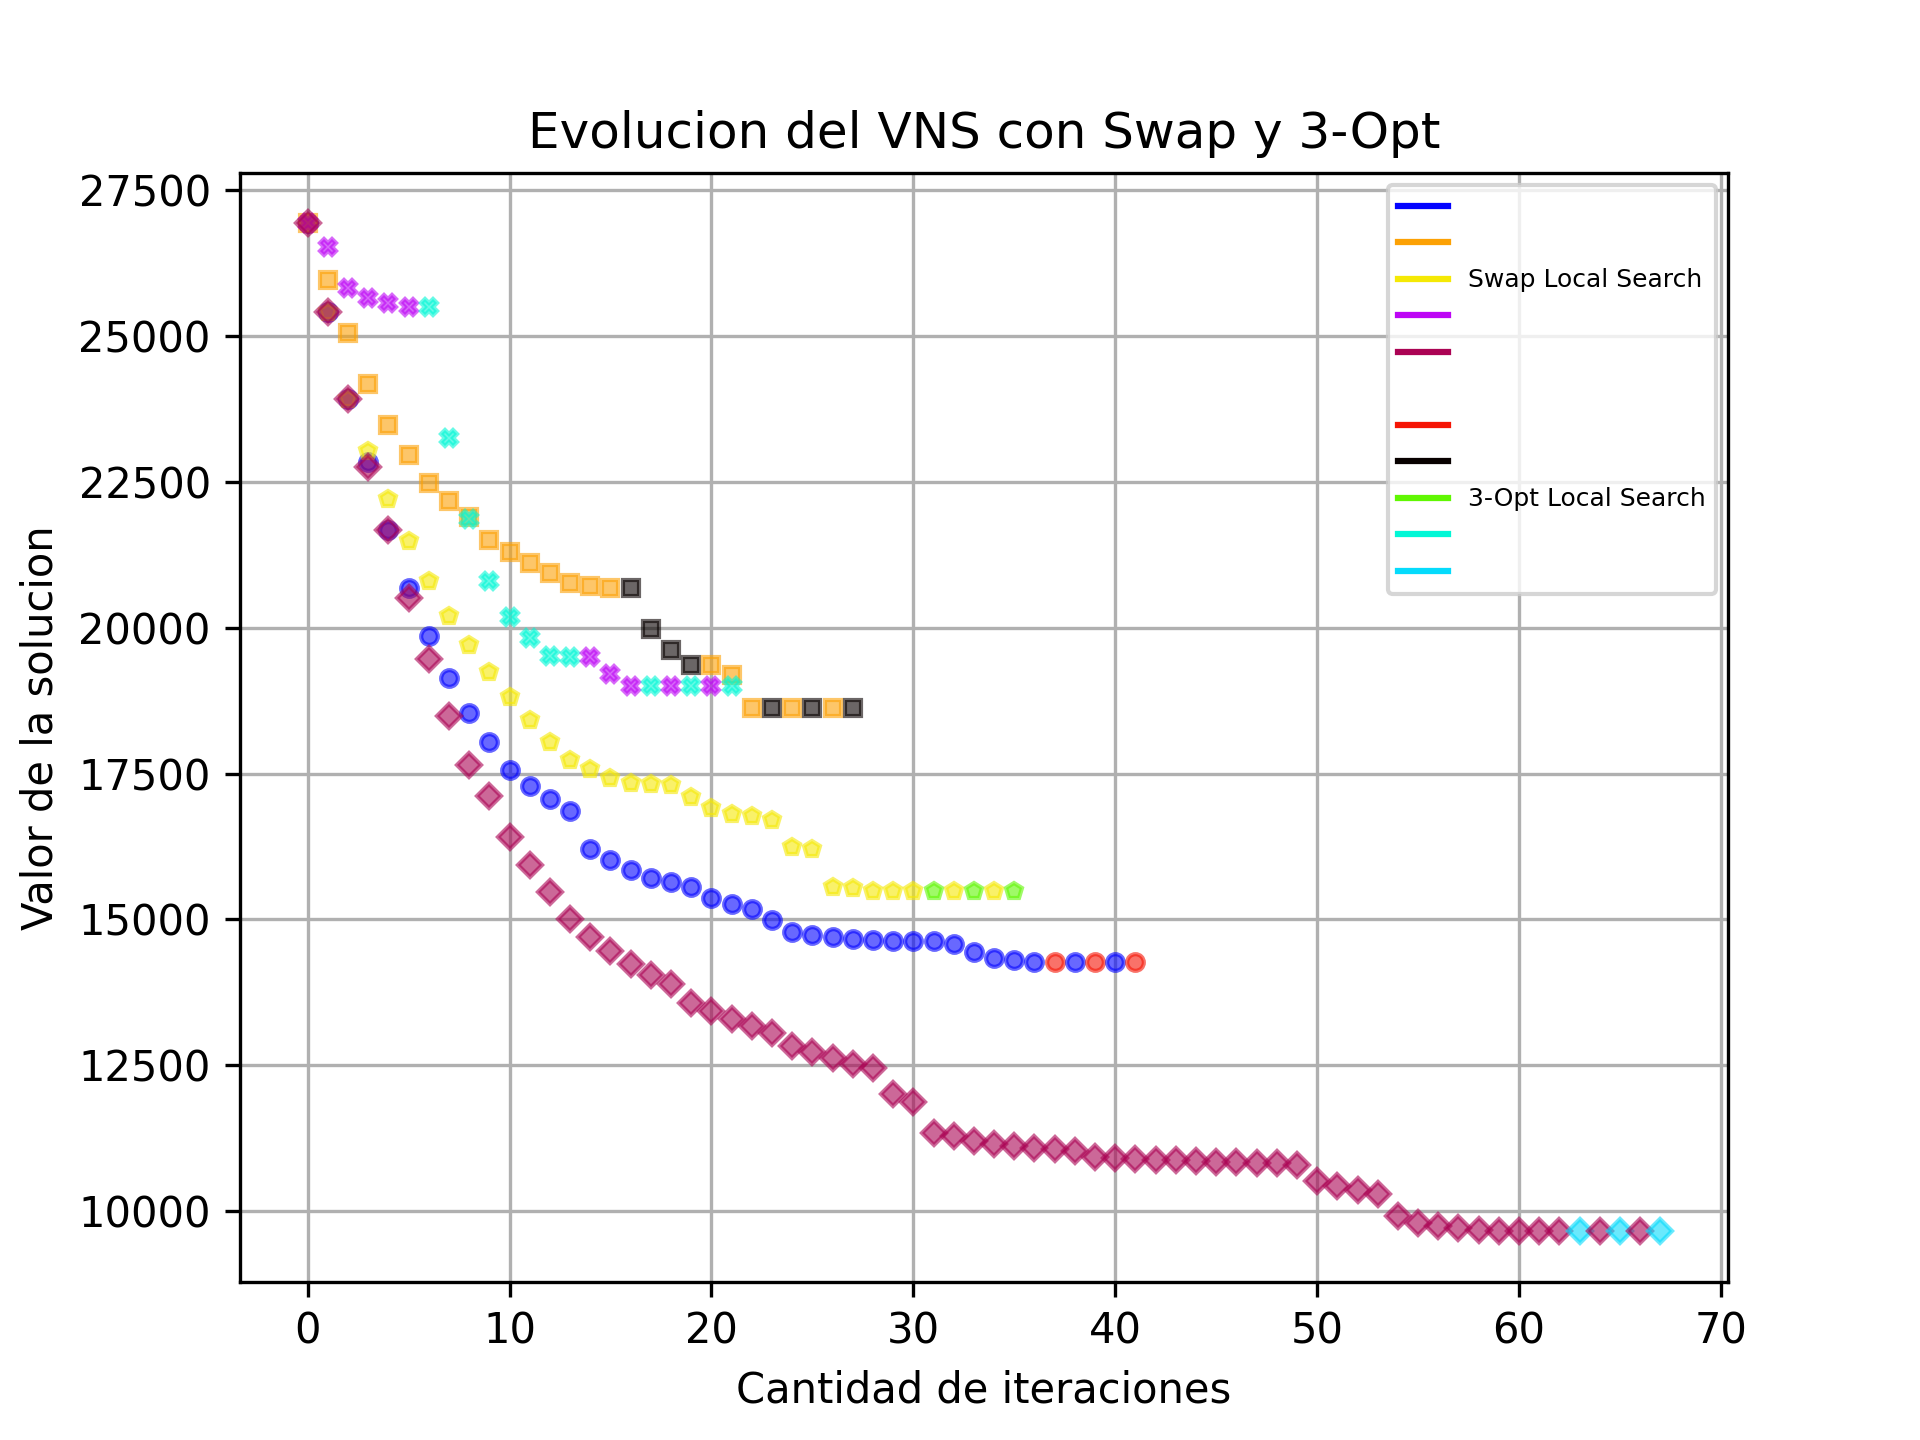 Evolucion del VNS con Swap y 3-Opt
27500
25000
22500
20000
17500
15000
12500
10000
Valor de la solucion
Swap Local Search
3-Opt Local Search
0 10 20 30 40 50 60 70
Cantidad de iteraciones